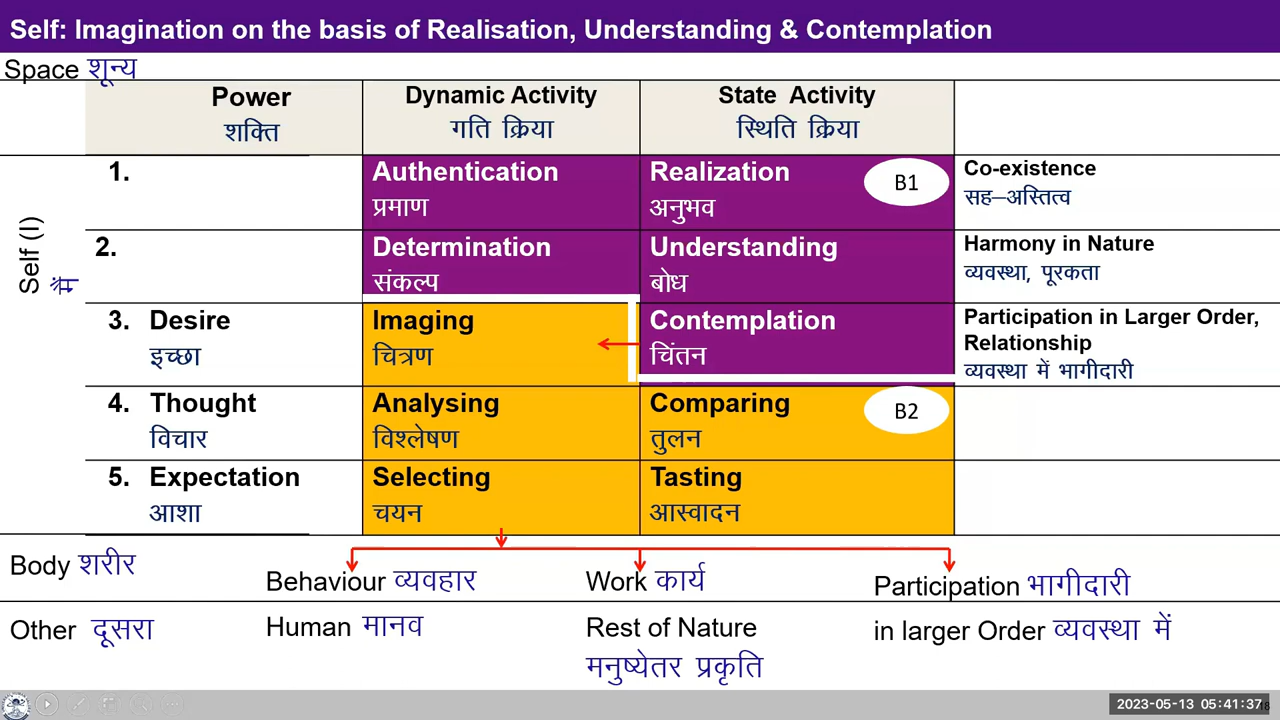 Self: Imagination on the basis of Realisation, Understanding & Contemplation
Space शून्य
Power
शक्ति
Dynamic Activity
गति क्रिया
State Activity
स्थिति क्रिया
Self (I)
मैं
1.
Authentication
प्रमाण
Realization
अनुभव
B1
Co-existence
सह–अस्तित्व
2.
Determination
संकल्प
Understanding
बोध
Harmony in Nature
व्यवस्था, पूरकता
3. Desire
इच्छा
Imaging
चित्रण
Contemplation
चिंतन
Participation in Larger Order,
Relationship
व्यवस्था में भागीदारी
4. Thought
विचार
Analysing
विश्लेषण
Comparing
तुलन
B2
5. Expectation
आशा
Selecting
चयन
Tasting
आस्वादन
Body शरीर
Behaviour व्यवहार
Work कार्य
Participation भागीदारी
Other दूसरा
Human मानव
Rest of Nature
मनुष्येतर प्रकृति
in larger Order व्यवस्था में
2023-05-13 05:41:37
18